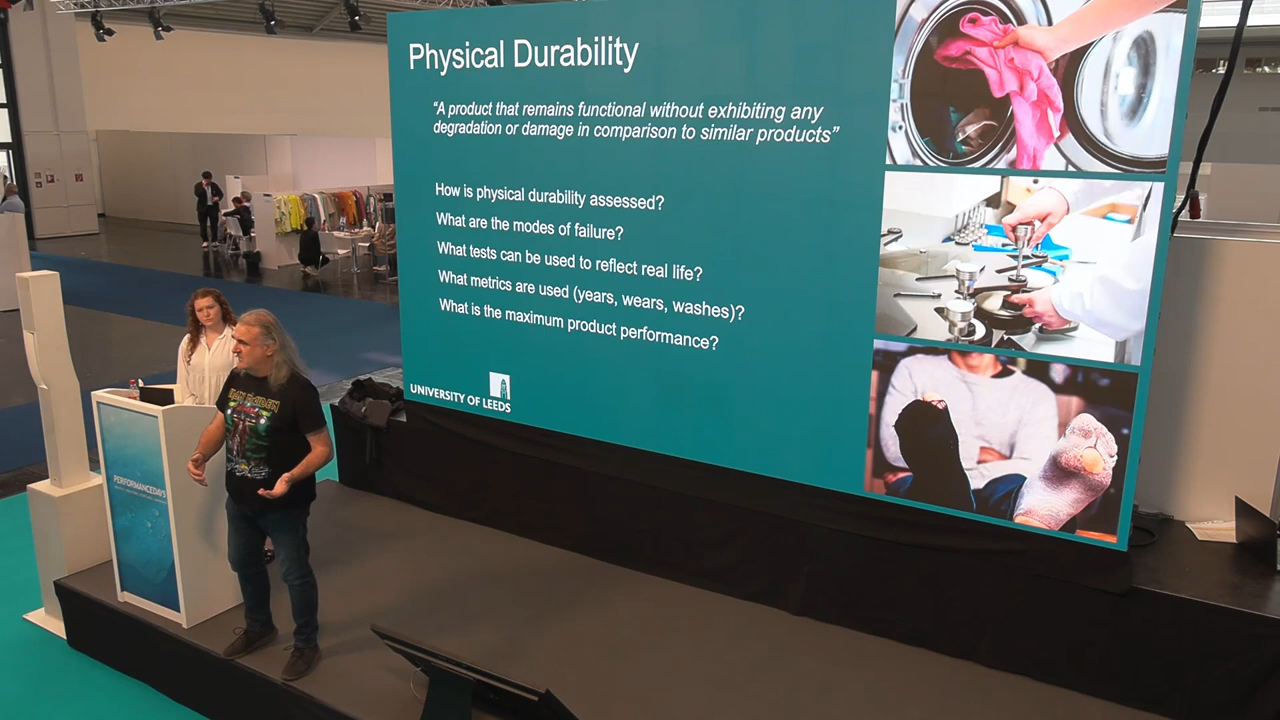 Physical Durability
“A product that remains functional without exhibiting any
degradation or damage in comparison to similar products”
How is physical durability assessed?
What are the modes of failure?
What tests can be used to reflect real life?
What metrics are used (years, wears, washes)?
What is the maximum product performance?
UNIVERSITY OF LEEDS
IRON MAIDEN
PERFORMANCEDAYS